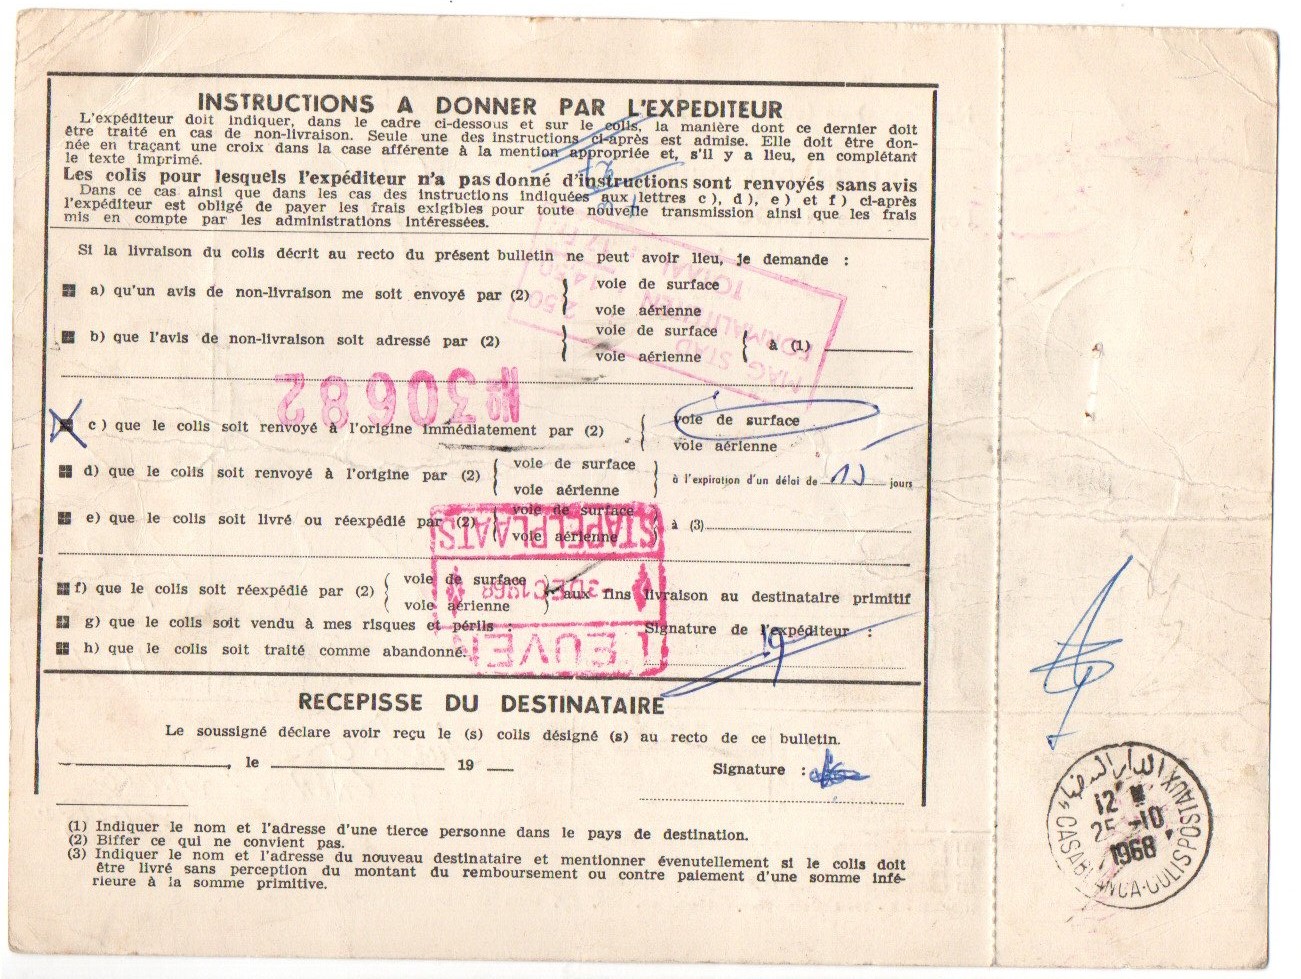 INSTRUCTIONS A DONNER PAR L'EXPEDITEUR
L'expéditeur doit indiquer, dans le cadre ci-dessous et sur le colis, la manière dont ce dernier doit
être traité en cas de non-livraison. Seule une des instructions ci-après est admise. Elle doit être don-
née en traçant une croix dans la case afférente à la mention appropriée et, s'il y a lieu, en complétant
le texte imprimé.
Les colis pour lesquels l'expéditeur n'a pas donné d'instructions sont renvoyés sans avis
Dans ce cas ainsi que dans les cas des instructions indiquées aux lettres c), d), e) et f) ci-après
l'expéditeur est obligé de payer les frais exigibles pour toute nouvelle transmission ainsi que les frais
mis en compte par les administrations intéressées.
Si la livraison du colis décrit au recto du présent bulletin ne peut avoir lieu, je demande :
a) qu'un avis de non-livraison me soit envoyé par (2) voie de surface
voie aérienne
b) que l'avis de non-livraison soit adressé par (2) voie de surface
voie aérienne
à (1)
MAG. STAD
FORMALITEITEN
TOTAAL
2.50
14.50
17
No 30682
c) que le colis soit renvoyé à l'origine immédiatement par (2) voie de surface
voie aérienne
d) que le colis soit renvoyé à l'origine par (2) voie de surface
voie aérienne
à l'expiration d'un délai de jours
e) que le colis soit livré ou réexpédié par (2) voie de surface
voie aérienne
à (3)
STAPELPLAATS
-3 DEC 1968
LEUVEN
f) que le colis soit réexpédié par (2) voie de surface
voie aérienne
aux fins livraison au destinataire primitif
g) que le colis soit vendu à mes risques et périls :
Signature de l'expéditeur :
h) que le colis soit traité comme abandonné.
19
RECEPISSE DU DESTINATAIRE
Le soussigné déclare avoir reçu le (s) colis désigné (s) au recto de ce bulletin.
, le 19
Signature :
(1) Indiquer le nom et l'adresse d'une tierce personne dans le pays de destination.
(2) Biffer ce qui ne convient pas.
(3) Indiquer le nom et l'adresse du nouveau destinataire et mentionner évenutellement si le colis doit
être livré sans perception du montant du remboursement ou contre paiement d'une somme infé-
rieure à la somme primitive.
الدار البيضاء
12 H
25 -10
1968
CASABLANCA-COLIS POSTAUX